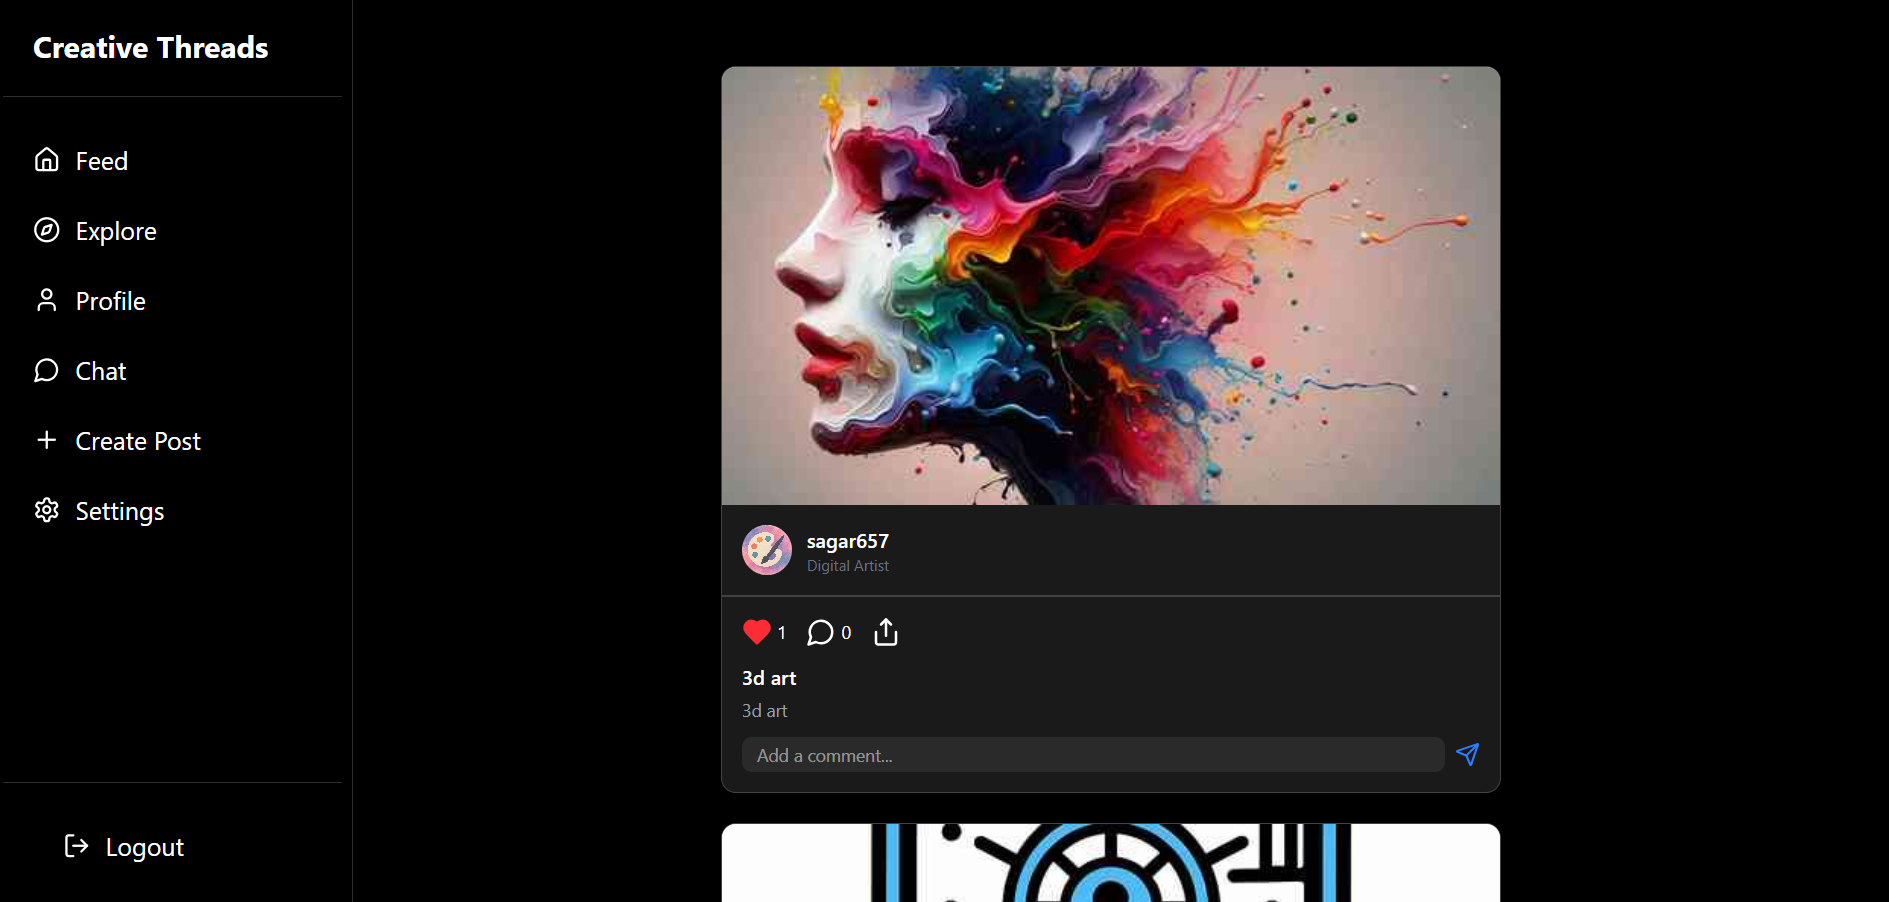 Creative Threads
Feed
Explore
Profile
Chat
Create Post
Settings
Logout
sagar657
Digital Artist
1 0
3d art
3d art
Add a comment...